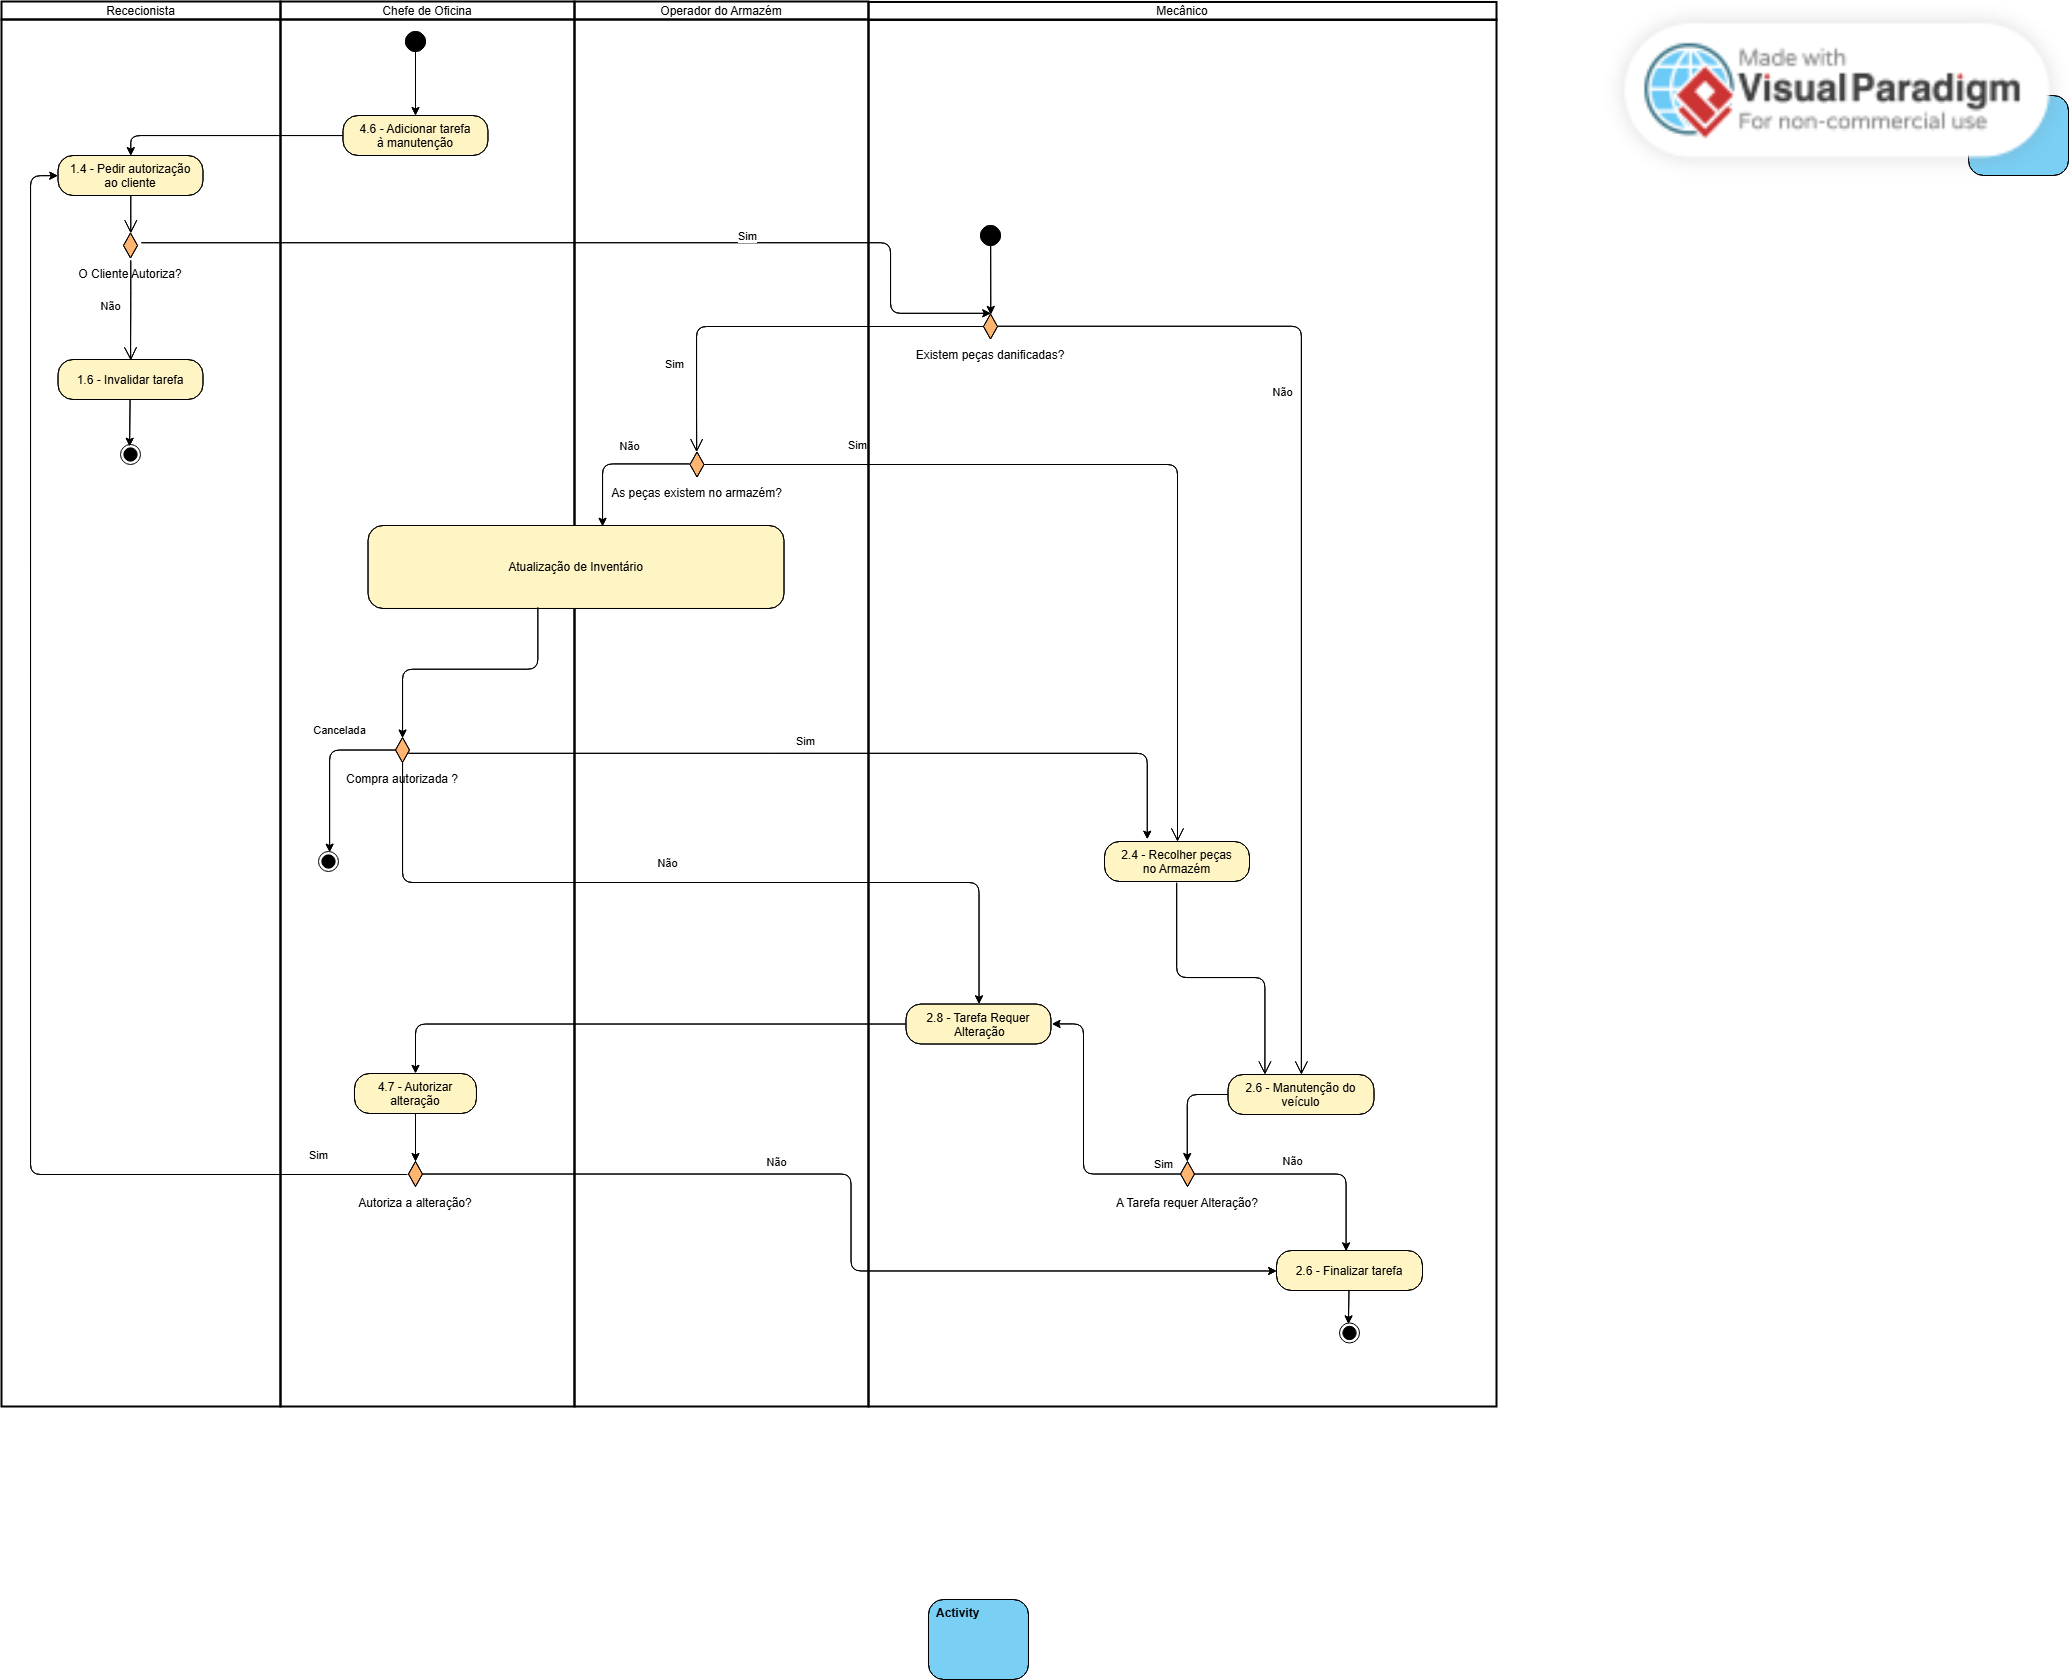 Rececionista
Chefe de Oficina
Operador do Armazém
Mecânico
Made with
Visual Paradigm
For non-commercial use
4.6 - Adicionar tarefa
à manutenção
1.4 - Pedir autorização
ao cliente
Sim
O Cliente Autoriza?
Não
Existem peças danificadas?
Sim
1.6 - Invalidar tarefa
Não
Não
Sim
As peças existem no armazém?
Atualização de Inventário
Cancelada
Sim
Compra autorizada ?
Não
2.4 - Recolher peças
no Armazém
2.8 - Tarefa Requer
Alteração
4.7 - Autorizar
alteração
2.6 - Manutenção do
veículo
Sim
Não
Sim
Não
Autoriza a alteração?
A Tarefa requer Alteração?
2.6 - Finalizar tarefa
Activity